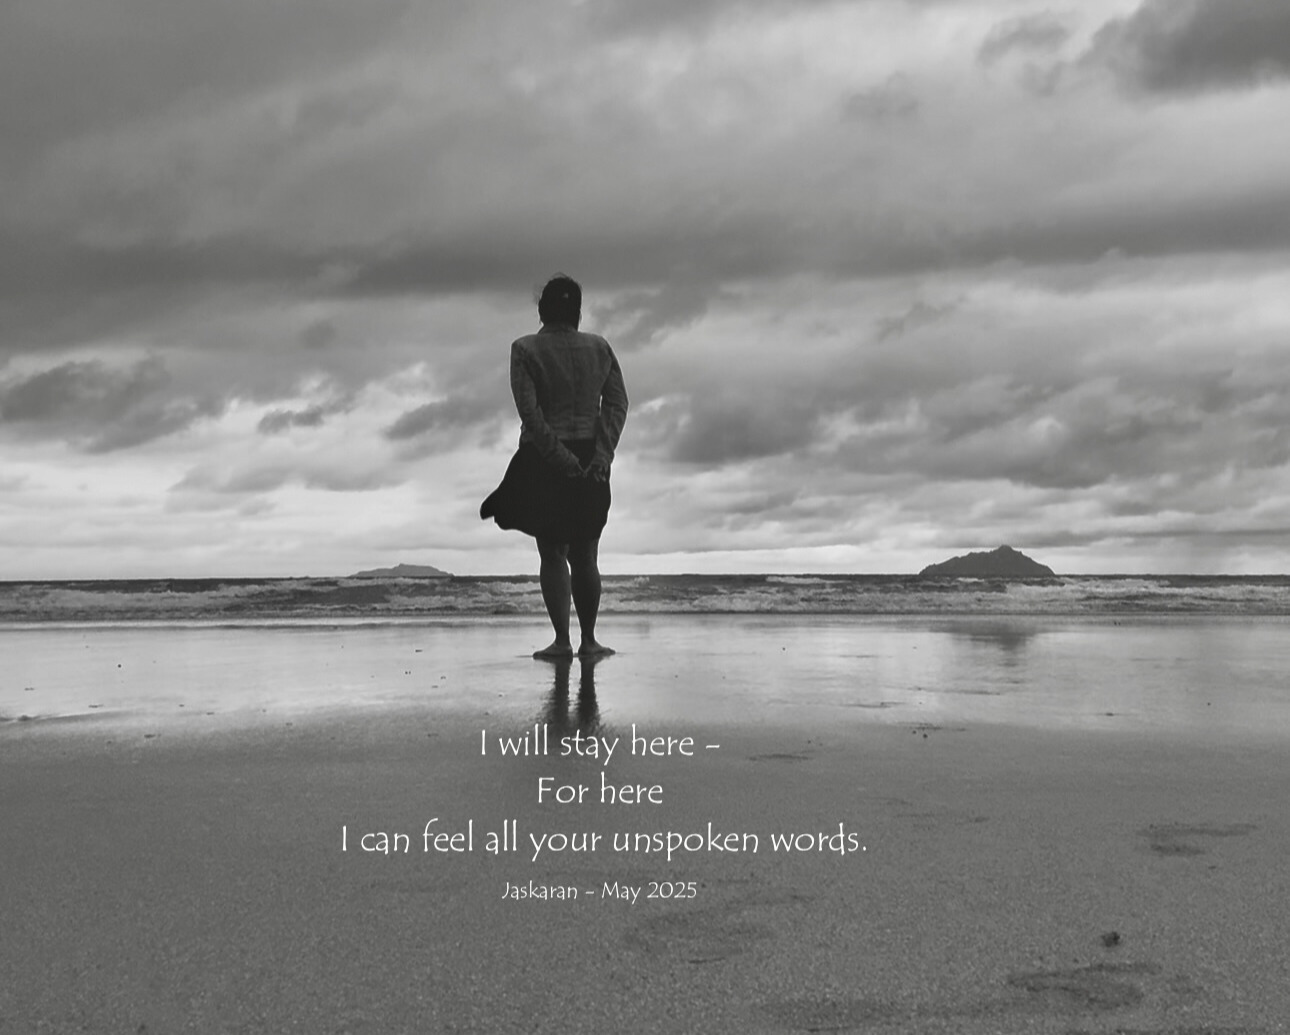 I will stay here -
For here
I can feel all your unspoken words.
Jaskaran - May 2025